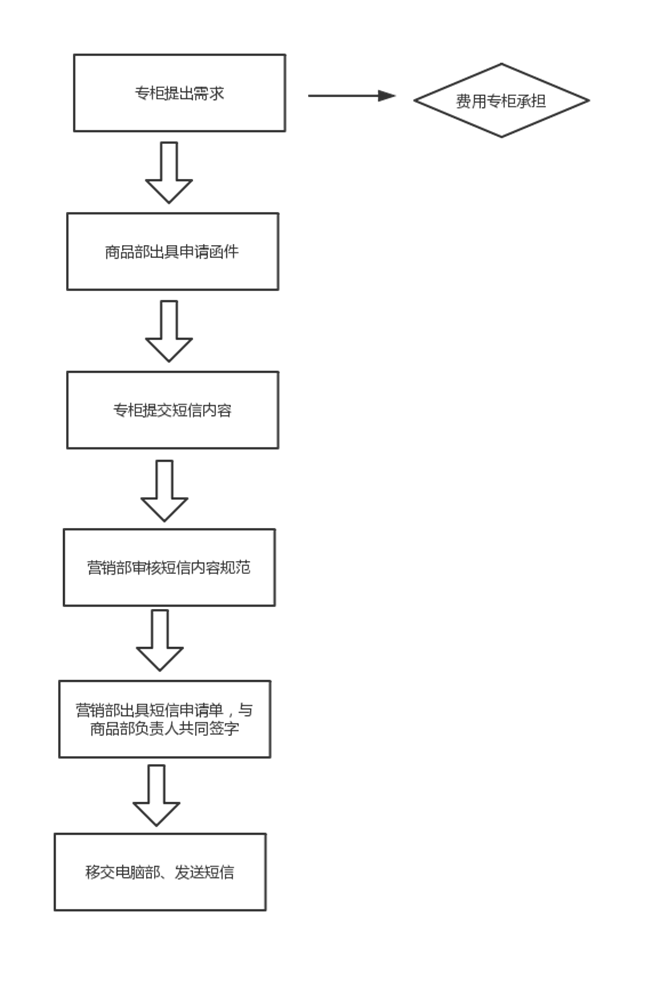 专柜提出需求
费用专柜承担
商品部出具申请函件
专柜提交短信内容
营销部审核短信内容规范
营销部出具短信申请单，与
商品部负责人共同签字
移交电脑部、发送短信